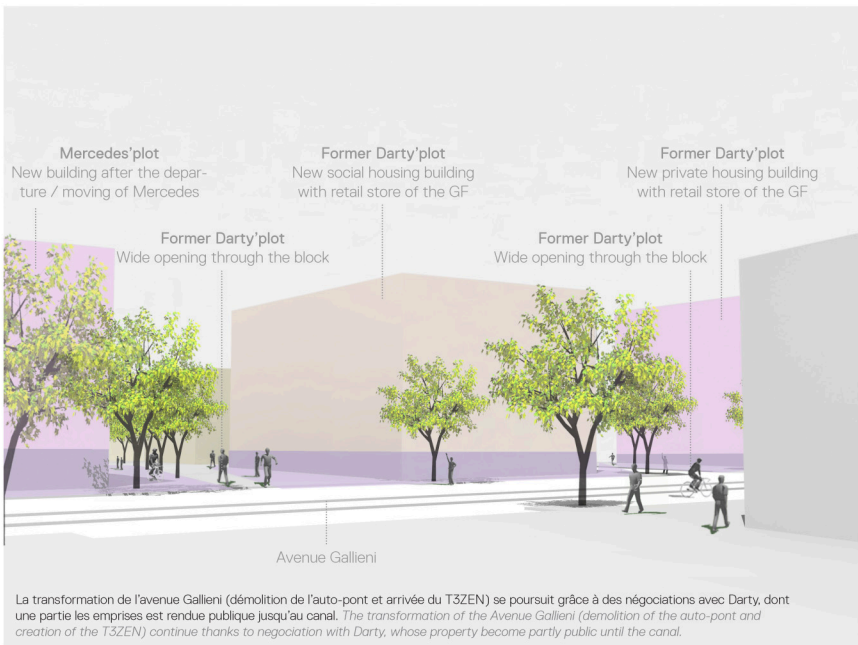 Mercedes'plot
New building after the depar-
ture / moving of Mercedes
Former Darty'plot
New social housing building
with retail store of the GF
Former Darty'plot
New private housing building
with retail store of the GF
Former Darty'plot
Wide opening through the block
Former Darty'plot
Wide opening through the block
Avenue Gallieni
La transformation de l'avenue Gallieni (démolition de l'auto-pont et arrivée du T3ZEN) se poursuit grâce à des négociations avec Darty, dont
une partie les emprises est rendue publique jusqu'au canal. The transformation of the Avenue Gallieni (demolition of the auto-pont and
creation of the T3ZEN) continue thanks to negotiation with Darty, whose property become partly public until the canal.